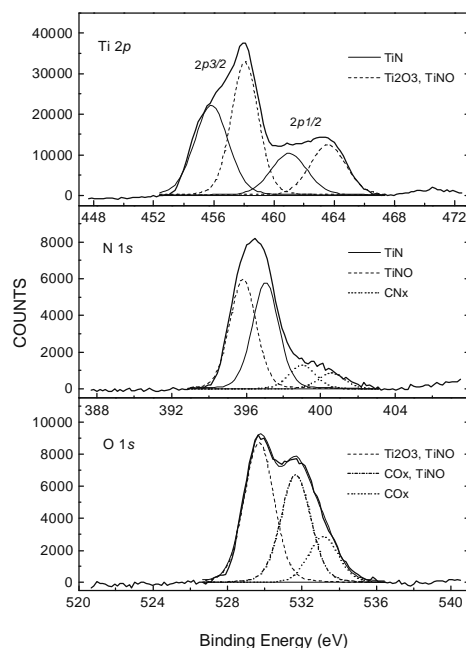 Ti 2p
2p3/2
2p1/2
TiN
Ti2O3, TiNO
40000
30000
20000
10000
0
448 452 456 460 464 468 472
N 1s
TiN
TiNO
CNx
8000
6000
4000
2000
0
388 392 396 400 404
COUNTS
O 1s
Ti2O3, TiNO
COx, TiNO
COx
10000
8000
6000
4000
2000
0
520 524 528 532 536 540
Binding Energy (eV)